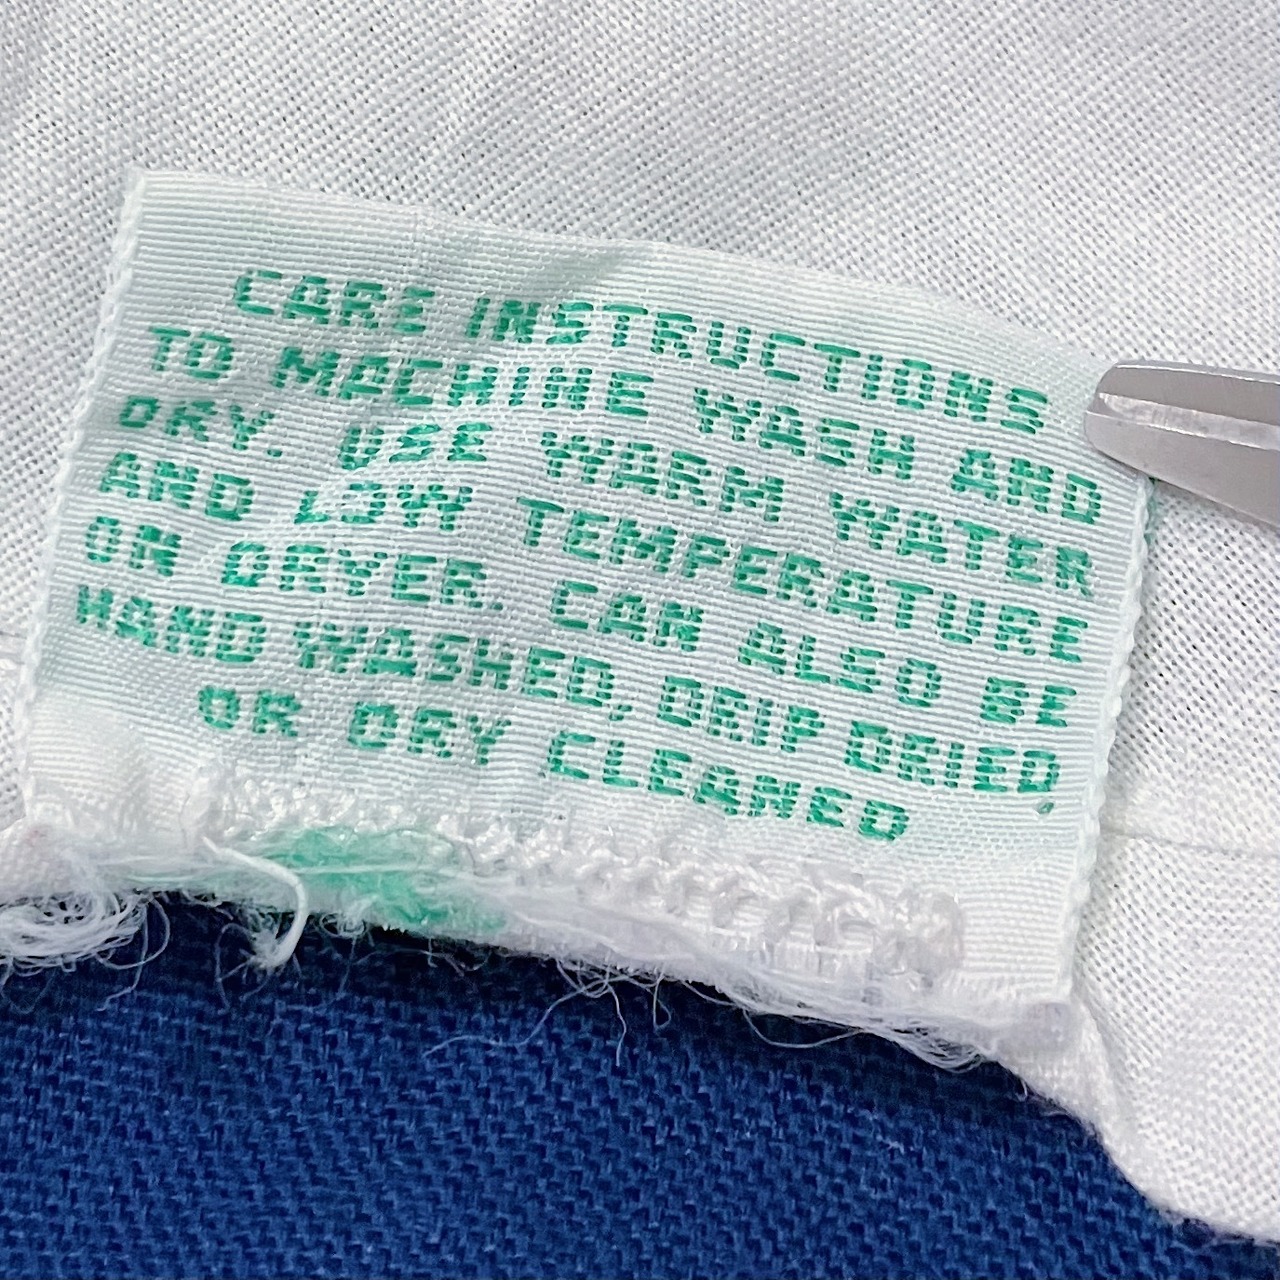 CARE INSTRUCTIONS
TO MACHINE WASH AND
DRY. USE WARM WATER
AND LOW TEMPERATURE
ON DRYER. CAN ALSO BE
HAND WASHED, DRIP DRIED,
OR DRY CLEANED